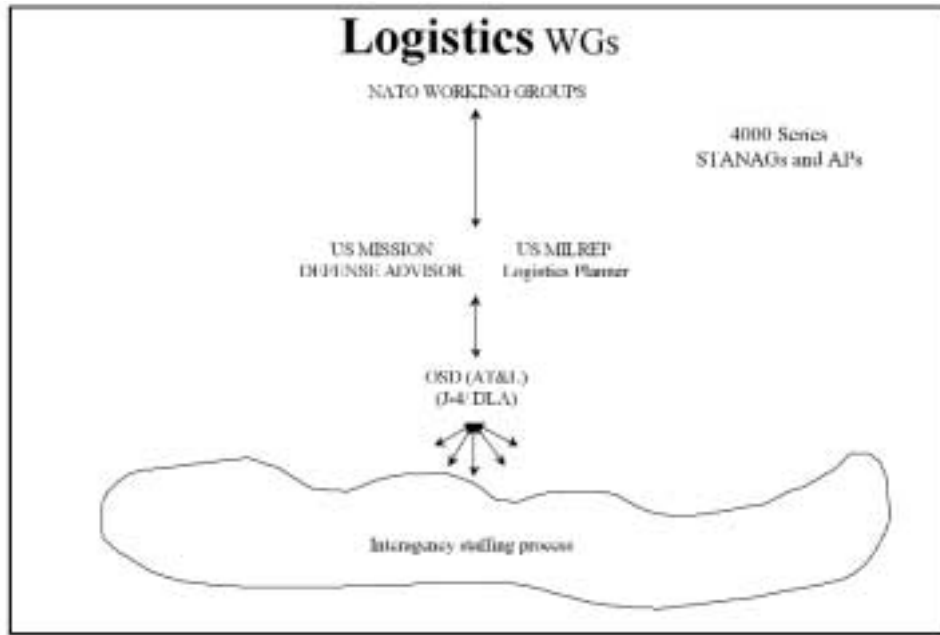 Logistics WGs
NATO WORKING GROUPS
4000 Series
STANAGs and APs
US MISSION
DEFENSE ADVISOR
US MILREP
Logistics Planner
OSD (AT&L)
(J-4/ DLA)
Interagency staffing process